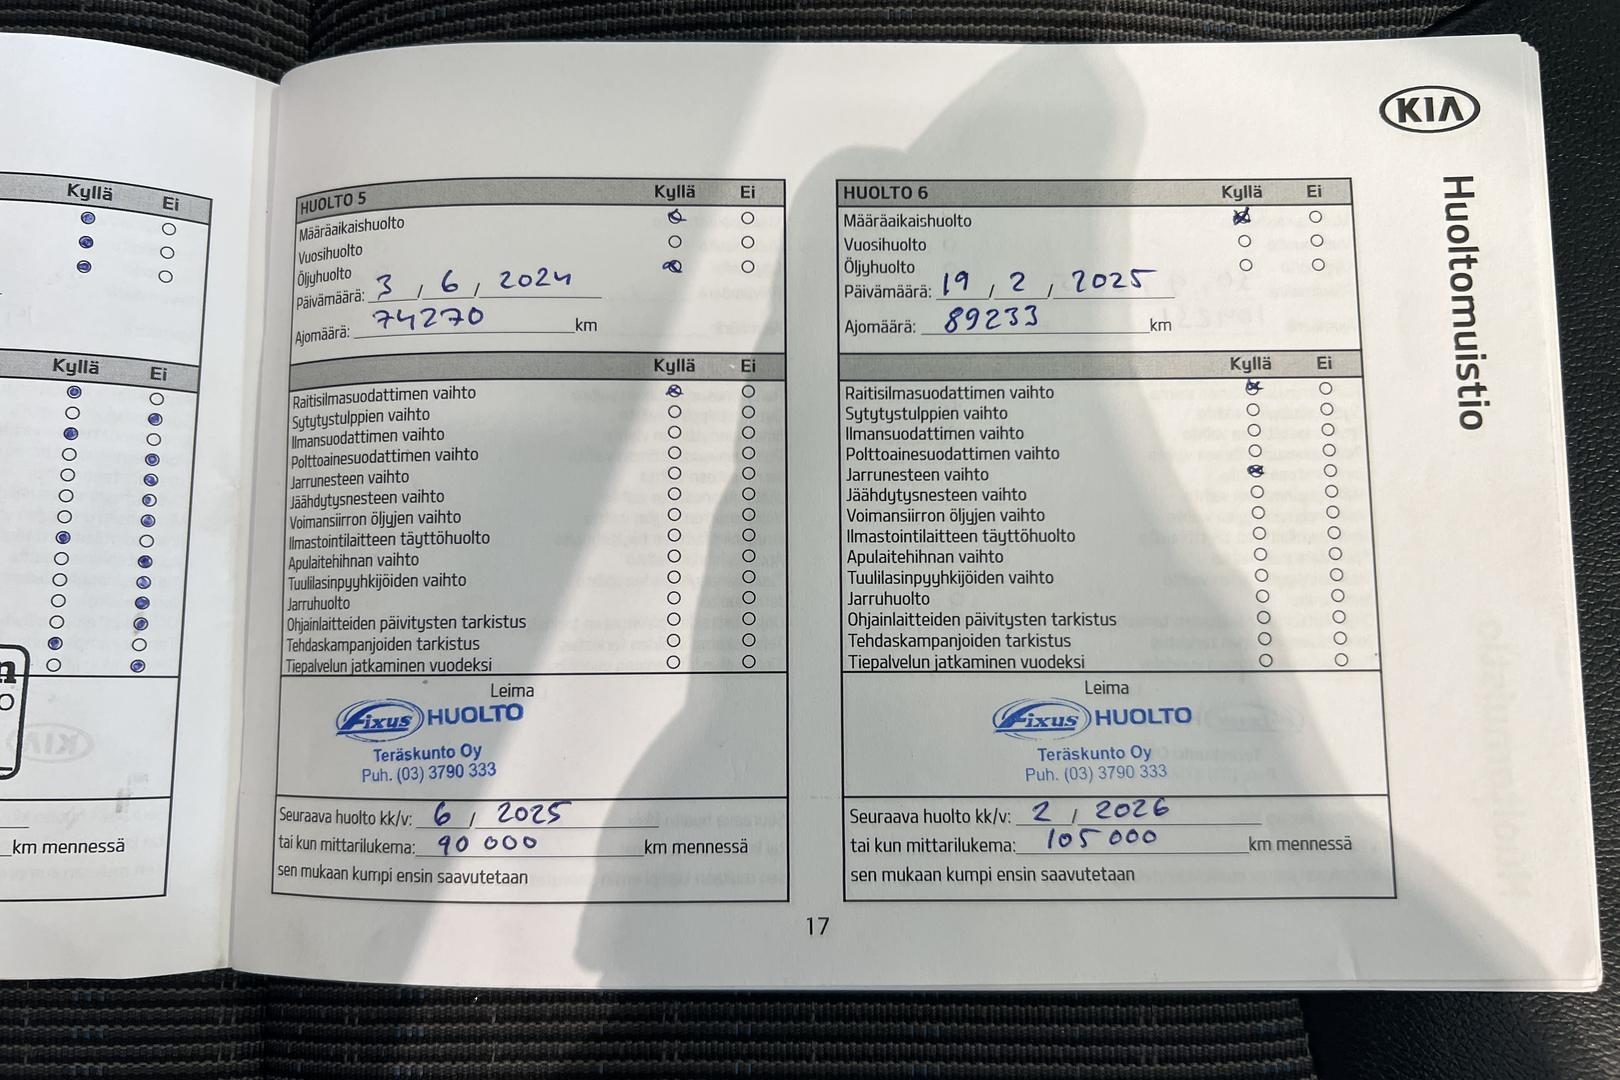 Kyllä Ei
Kyllä Ei
km mennessä
KIA
Huoltomuistio
HUOLTO 5 Kyllä Ei
Määräaikaishuolto
Vuosihuolto
Öljyhuolto
Päivämäärä: 3 / 6 / 2024
Ajomäärä: 74270 km
Kyllä Ei
Raitisilmasuodattimen vaihto
Sytytystulppien vaihto
Ilmansuodattimen vaihto
Polttoainesuodattimen vaihto
Jarrunesteen vaihto
Jäähdytysnesteen vaihto
Voimansiirron öljyjen vaihto
Ilmastointilaitteen täyttöhuolto
Apulaitehihnan vaihto
Tuulilasinpyyhkijöiden vaihto
Jarruhuolto
Ohjainlaitteiden päivitysten tarkistus
Tehdaskampanjoiden tarkistus
Tiepalvelun jatkaminen vuodeksi
Leima
Fixus HUOLTO
Teräskunto Oy
Puh. (03) 3790 333
Seuraava huolto kk/v: 6 / 2025
tai kun mittarilukema: 90 000 km mennessä
sen mukaan kumpi ensin saavutetaan
HUOLTO 6 Kyllä Ei
Määräaikaishuolto
Vuosihuolto
Öljyhuolto
Päivämäärä: 19 / 2 / 2025
Ajomäärä: 89233 km
Kyllä Ei
Raitisilmasuodattimen vaihto
Sytytystulppien vaihto
Ilmansuodattimen vaihto
Polttoainesuodattimen vaihto
Jarrunesteen vaihto
Jäähdytysnesteen vaihto
Voimansiirron öljyjen vaihto
Ilmastointilaitteen täyttöhuolto
Apulaitehihnan vaihto
Tuulilasinpyyhkijöiden vaihto
Jarruhuolto
Ohjainlaitteiden päivitysten tarkistus
Tehdaskampanjoiden tarkistus
Tiepalvelun jatkaminen vuodeksi
Leima
Fixus HUOLTO
Teräskunto Oy
Puh. (03) 3790 333
Seuraava huolto kk/v: 2 / 2026
tai kun mittarilukema: 105 000 km mennessä
sen mukaan kumpi ensin saavutetaan
17